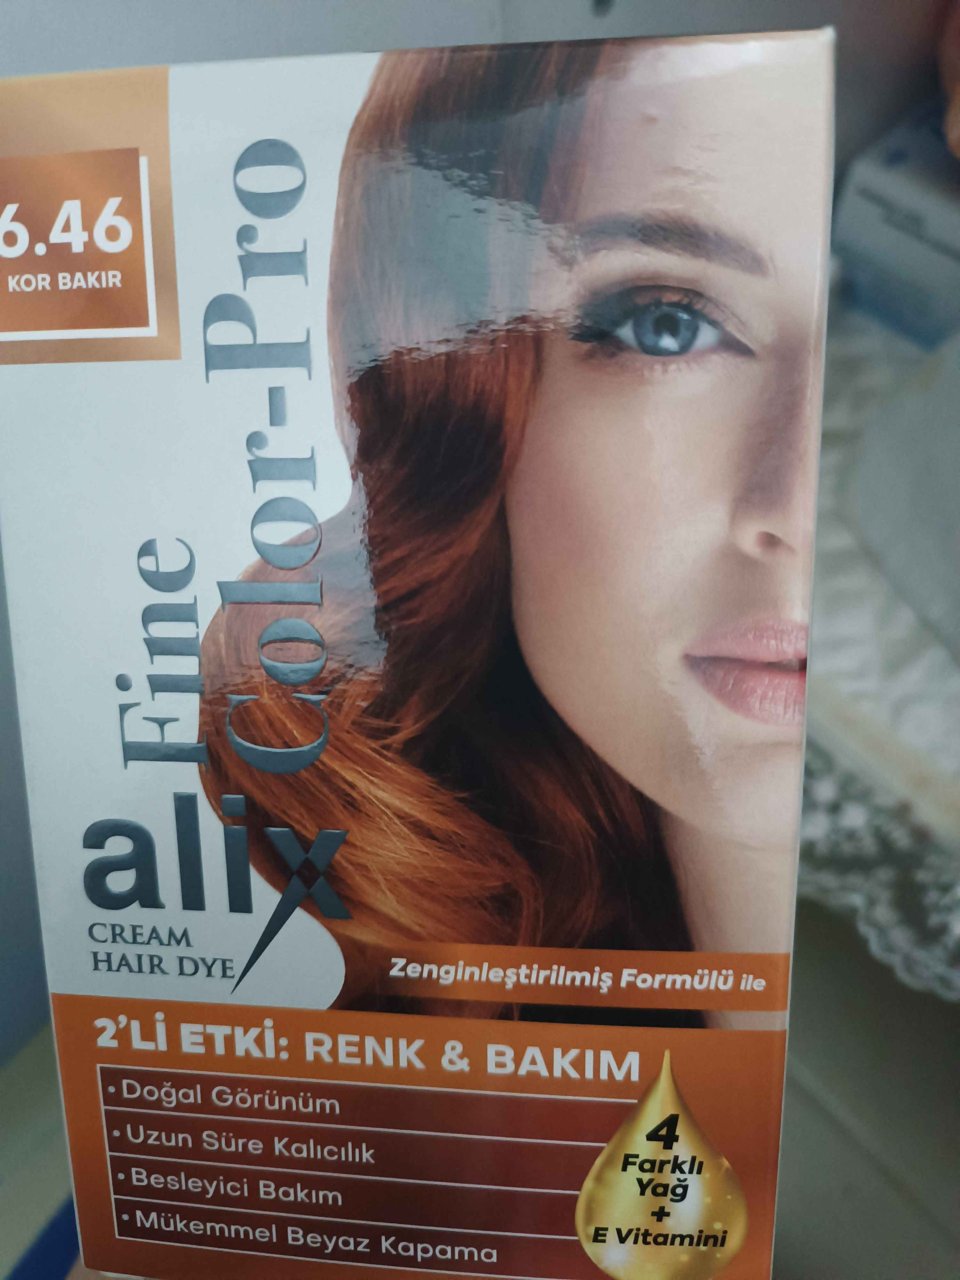 6.46
KOR BAKIR
Fine
Color-Pro
alix
CREAM
HAIR DYE
Zenginleştirilmiş Formülü ile
2'Lİ ETKİ: RENK & BAKIM
• Doğal Görünüm
• Uzun Süre Kalıcılık
• Besleyici Bakım
• Mükemmel Beyaz Kapama
4
Farklı
Yağ
+
E Vitamini